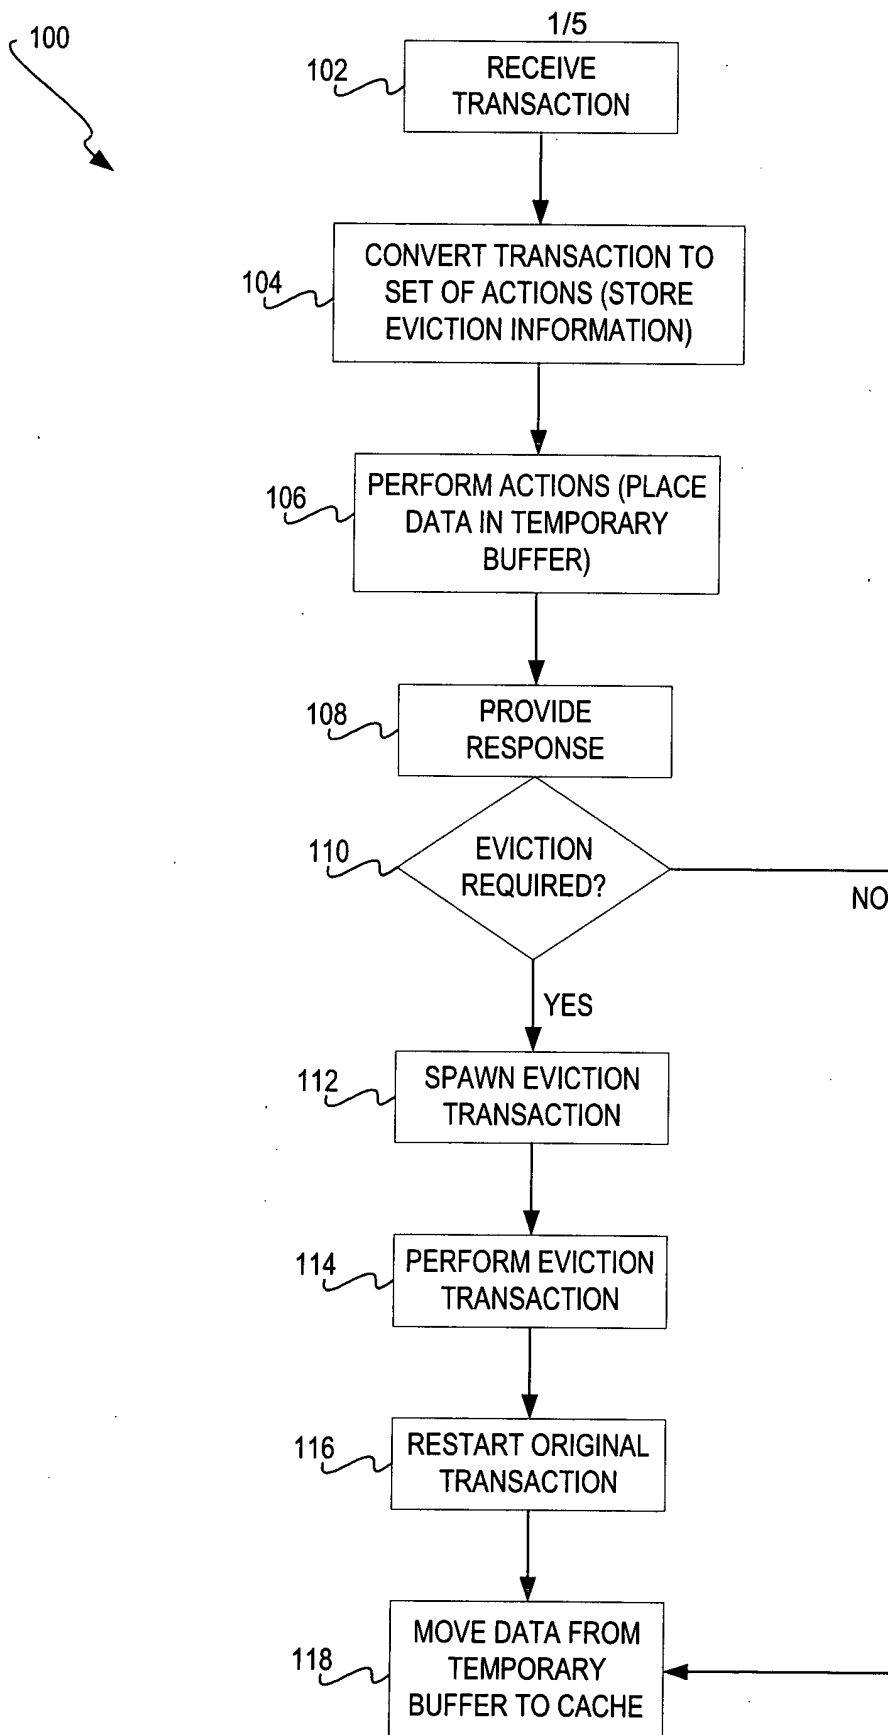 1/5
100
102
RECEIVE
TRANSACTION
104
CONVERT TRANSACTION TO
SET OF ACTIONS (STORE
EVICTION INFORMATION)
106
PERFORM ACTIONS (PLACE
DATA IN TEMPORARY
BUFFER)
108
PROVIDE
RESPONSE
110
EVICTION
REQUIRED?
NO
YES
112
SPAWN EVICTION
TRANSACTION
114
PERFORM EVICTION
TRANSACTION
116
RESTART ORIGINAL
TRANSACTION
118
MOVE DATA FROM
TEMPORARY
BUFFER TO CACHE